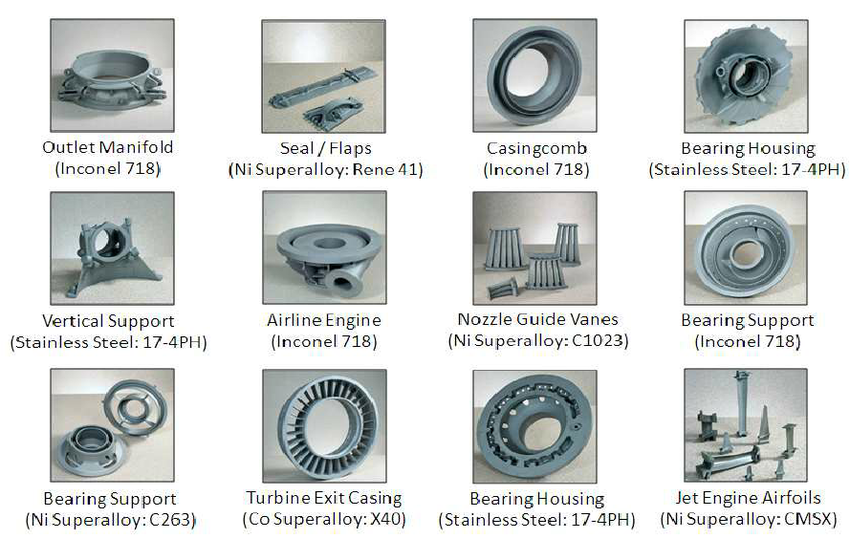 Outlet Manifold
(Inconel 718)
Seal / Flaps
(Ni Superalloy: Rene 41)
Casingcomb
(Inconel 718)
Bearing Housing
(Stainless Steel: 17-4PH)
Vertical Support
(Stainless Steel: 17-4PH)
Airline Engine
(Inconel 718)
Nozzle Guide Vanes
(Ni Superalloy: C1023)
Bearing Support
(Inconel 718)
Bearing Support
(Ni Superalloy: C263)
Turbine Exit Casing
(Co Superalloy: X40)
Bearing Housing
(Stainless Steel: 17-4PH)
Jet Engine Airfoils
(Ni Superalloy: CMSX)